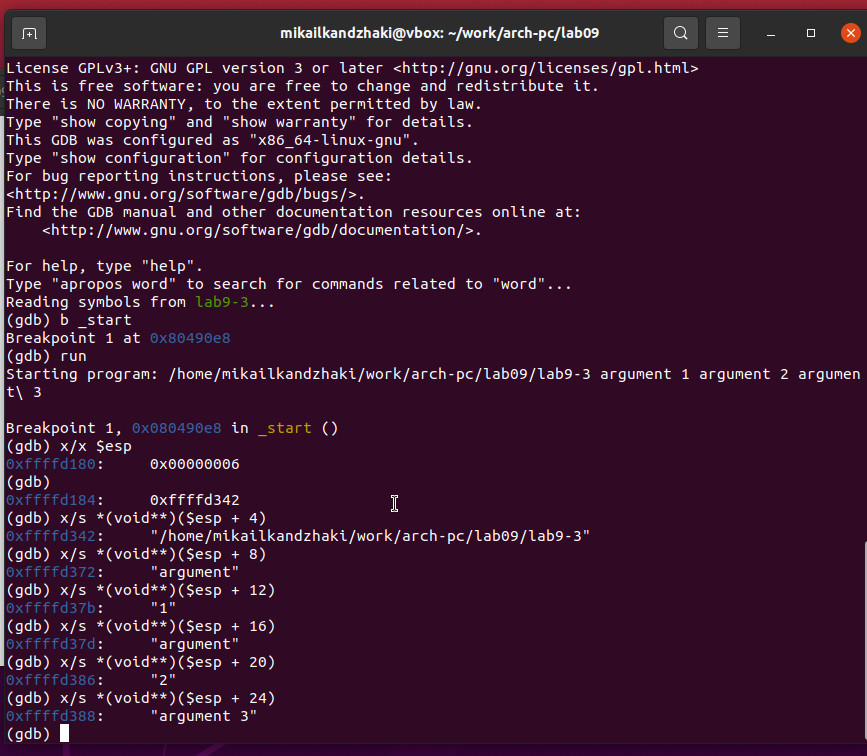 mikailkandzhaki@vbox: ~/work/arch-pc/lab09
License GPLv3+: GNU GPL version 3 or later <http://gnu.org/licenses/gpl.html>
This is free software: you are free to change and redistribute it.
There is NO WARRANTY, to the extent permitted by law.
Type "show copying" and "show warranty" for details.
This GDB was configured as "x86_64-linux-gnu".
Type "show configuration" for configuration details.
For bug reporting instructions, please see:
<http://www.gnu.org/software/gdb/bugs/>.
Find the GDB manual and other documentation resources online at:
    <http://www.gnu.org/software/gdb/documentation/>.

For help, type "help".
Type "apropos word" to search for commands related to "word"...
Reading symbols from lab9-3...
(gdb) b _start
Breakpoint 1 at 0x80490e8
(gdb) run
Starting program: /home/mikailkandzhaki/work/arch-pc/lab09/lab9-3 argument 1 argument 2 argumen
t\ 3

Breakpoint 1, 0x080490e8 in _start ()
(gdb) x/x $esp
0xffffd180:     0x00000006
(gdb)
0xffffd184:     0xffffd342
(gdb) x/s *(void**)($esp + 4)
0xffffd342:     "/home/mikailkandzhaki/work/arch-pc/lab09/lab9-3"
(gdb) x/s *(void**)($esp + 8)
0xffffd372:     "argument"
(gdb) x/s *(void**)($esp + 12)
0xffffd37b:     "1"
(gdb) x/s *(void**)($esp + 16)
0xffffd37d:     "argument"
(gdb) x/s *(void**)($esp + 20)
0xffffd386:     "2"
(gdb) x/s *(void**)($esp + 24)
0xffffd388:     "argument 3"
(gdb)